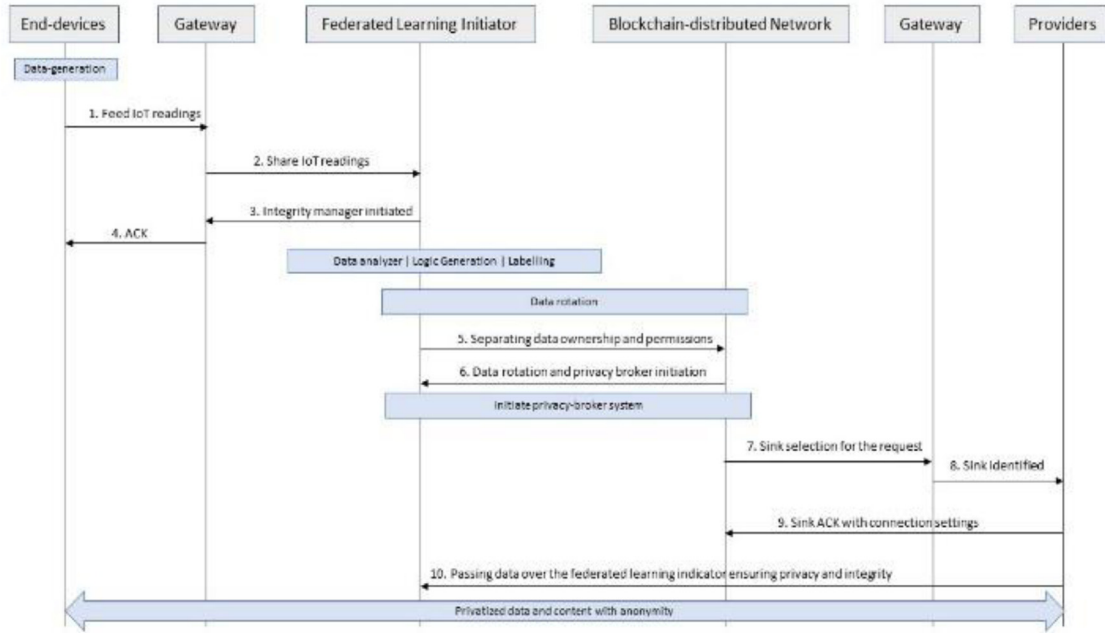 End-devices
Gateway
Federated Learning Initiator
Blockchain-distributed Network
Gateway
Providers
Data-generation
1. Feed IoT readings
2. Share IoT readings
3. Integrity manager initiated
4. ACK
Data analyzer | Logic Generation | Labelling
Data rotation
5. Separating data ownership and permissions
6. Data rotation and privacy broker initiation
Initiate privacy-broker system
7. Sink selection for the request
8. Sink identified
9. Sink ACK with connection settings
10. Passing data over the federated learning indicator ensuring privacy and integrity
Privatized data and content with anonymity